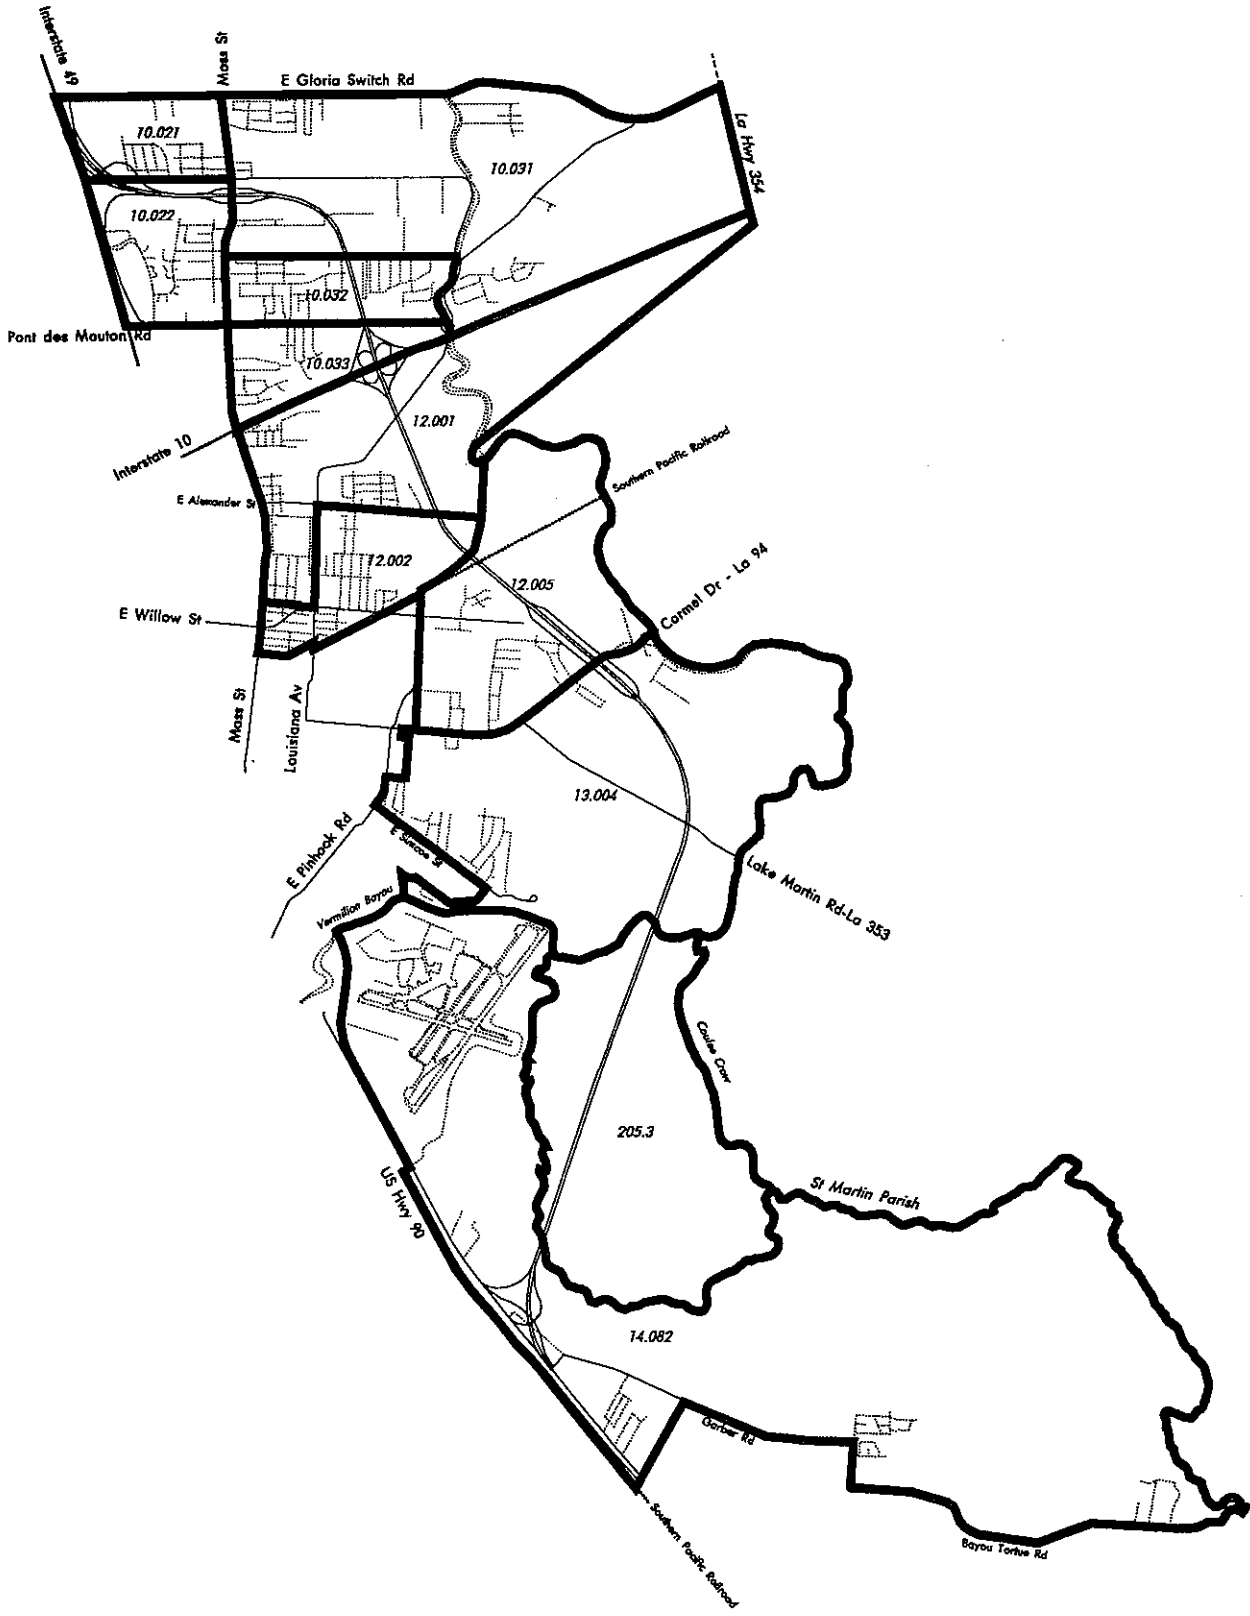 Interstate 49
Moss St
E Gloria Switch Rd
La Hwy 354
10.021
10.031
10.022
10.032
Pont des Mouton Rd
10.033
12.001
Interstate 10
Southern Pacific Railroad
E Alexander St
12.002
12.005
Carmel Dr - La 94
E Willow St
Moss St
Louisiana Av
13.004
E Pinhook Rd
E Simcoe St
Lake Martin Rd-La 353
Vermilion Bayou
Coulee Crow
205.3
US Hwy 90
St Martin Parish
14.082
Garber Rd
Southern Pacific Railroad
Bayou Tortue Rd